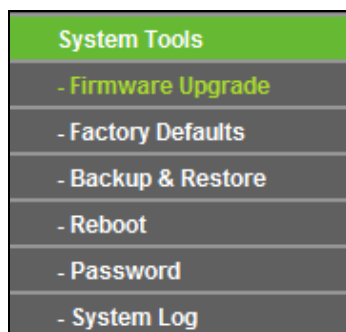 System Tools
- Firmware Upgrade
- Factory Defaults
- Backup & Restore
- Reboot
- Password
- System Log